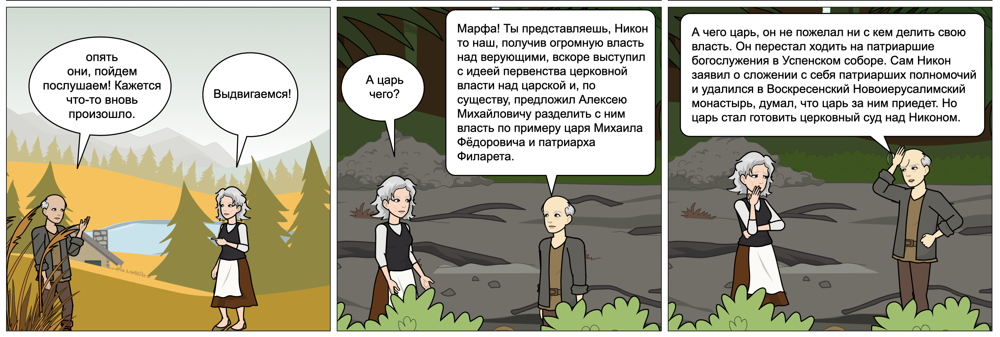 опять
они, пойдем
послушаем! Кажется
что-то вновь
произошло.
Выдвигаемся!
А царь
чего?
Марфа! Ты представляешь, Никон
то наш, получив огромную власть
над верующими, вскоре выступил
с идеей первенства церковной
власти над царской и, по
существу, предложил Алексею
Михайловичу разделить с ним
власть по примеру царя Михаила
Фёдоровича и патриарха
Филарета.
А чего царь, он не пожелал ни с кем делить свою
власть. Он перестал ходить на патриаршие
богослужения в Успенском соборе. Сам Никон
заявил о сложении с себя патриарших полномочий
и удалился в Воскресенский Новоиерусалимский
монастырь, думал, что царь за ним приедет. Но
царь стал готовить церковный суд над Никоном.